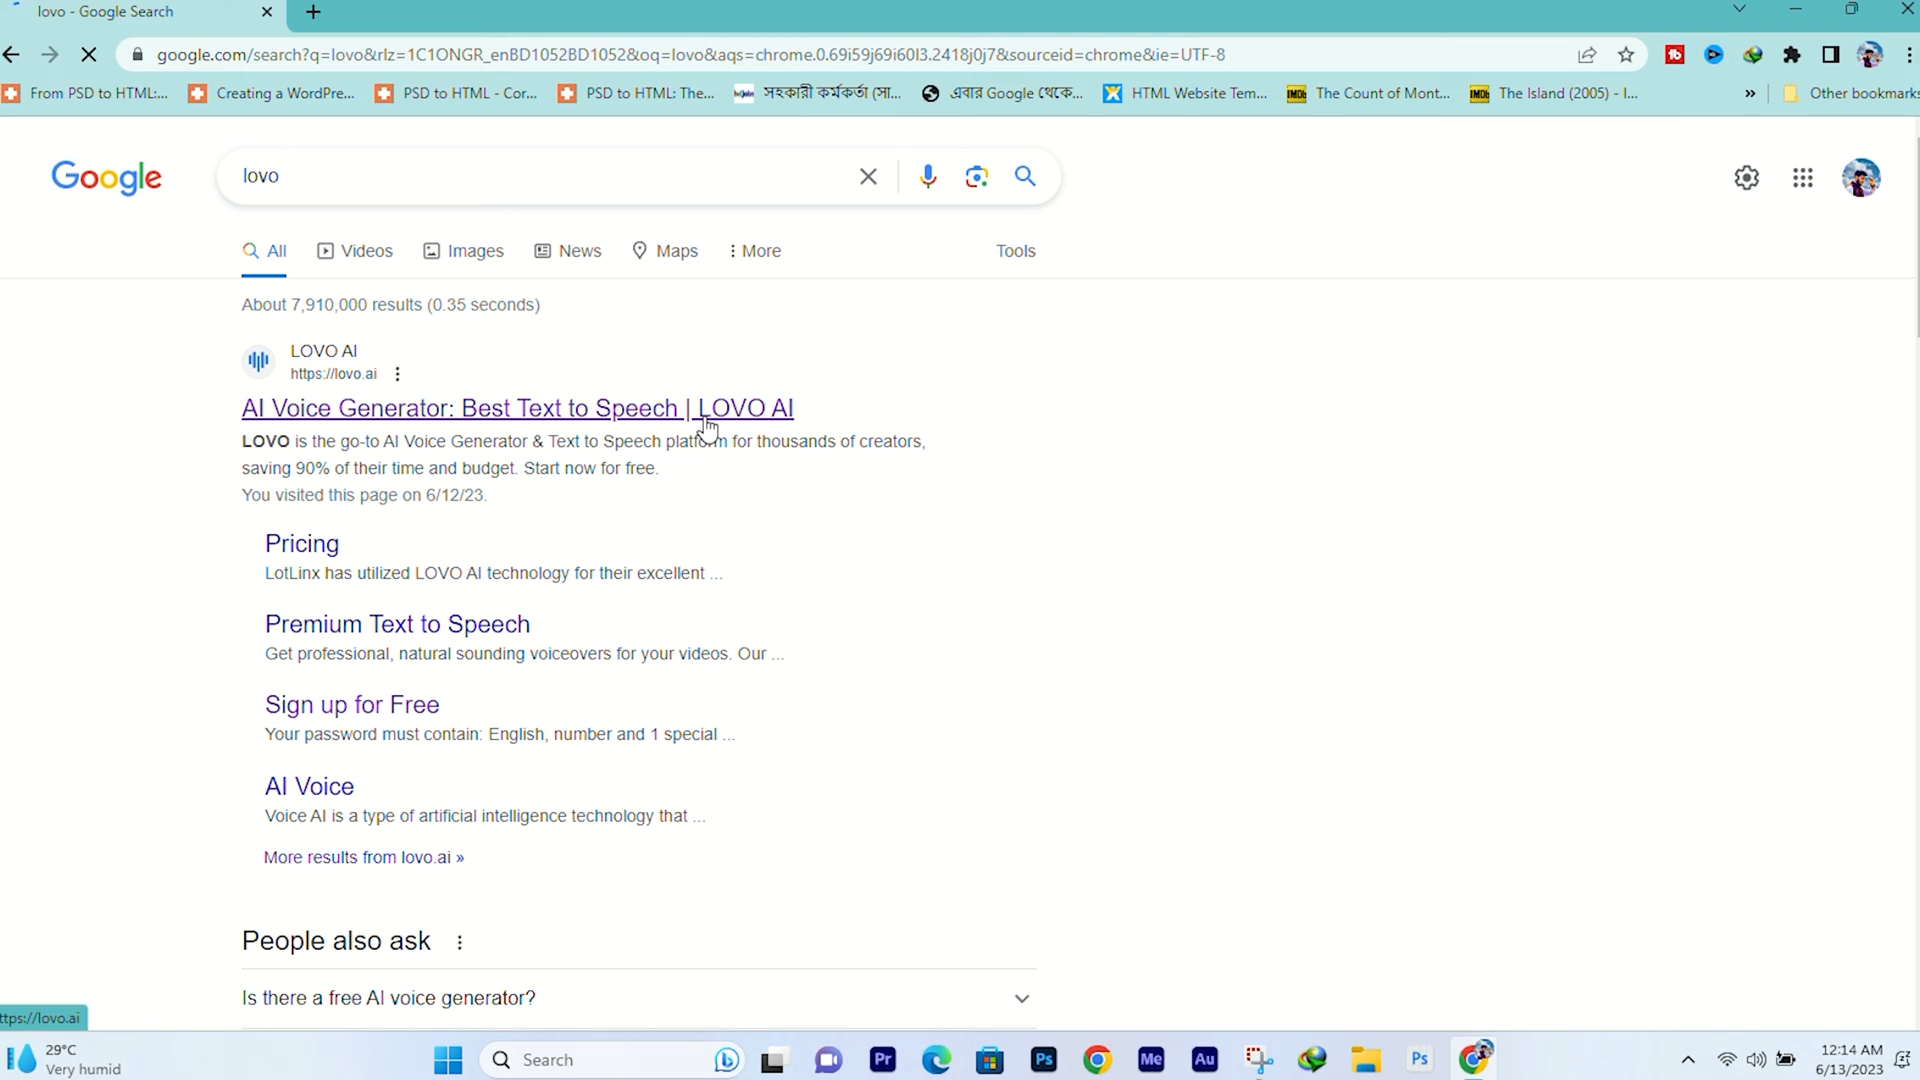 lovo - Google Search
google.com/search?q=lovo&rlz=1C1ONGR_enBD1052BD1052&oq=lovo&aqs=chrome.0.69i59j69i60l3.2418j0j7&sourceid=chrome&ie=UTF-8
From PSD to HTML:... Creating a WordPre... PSD to HTML - Cor... PSD to HTML: The... সহকারী কর্মকর্তা (সা... এবার Google থেকে... HTML Website Tem... The Count of Mont... The Island (2005) - I... » Other bookmarks
Google lovo
All Videos Images News Maps More Tools
About 7,910,000 results (0.35 seconds)
LOVO AI
https://lovo.ai
AI Voice Generator: Best Text to Speech | LOVO AI
LOVO is the go-to AI Voice Generator & Text to Speech platform for thousands of creators,
saving 90% of their time and budget. Start now for free.
You visited this page on 6/12/23.
Pricing
LotLinx has utilized LOVO AI technology for their excellent ...
Premium Text to Speech
Get professional, natural sounding voiceovers for your videos. Our ...
Sign up for Free
Your password must contain: English, number and 1 special ...
AI Voice
Voice AI is a type of artificial intelligence technology that ...
More results from lovo.ai »
People also ask
Is there a free AI voice generator?
ttps://lovo.ai
29°C
Very humid
Search
Pr Ps Me Au Ps
12:14 AM
6/13/2023